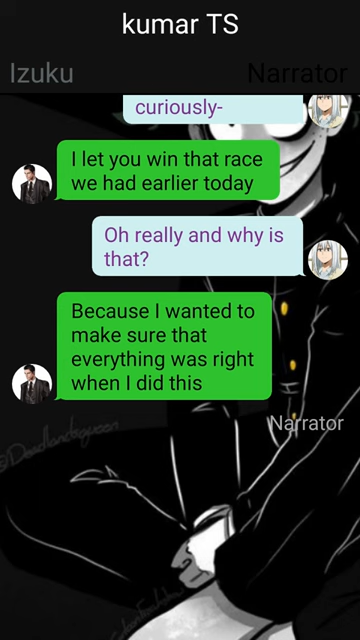 kumar TS
Izuku
Narrator
curiously-
I let you win that race
we had earlier today
Oh really and why is
that?
Because I wanted to
make sure that
everything was right
when I did this
Narrator